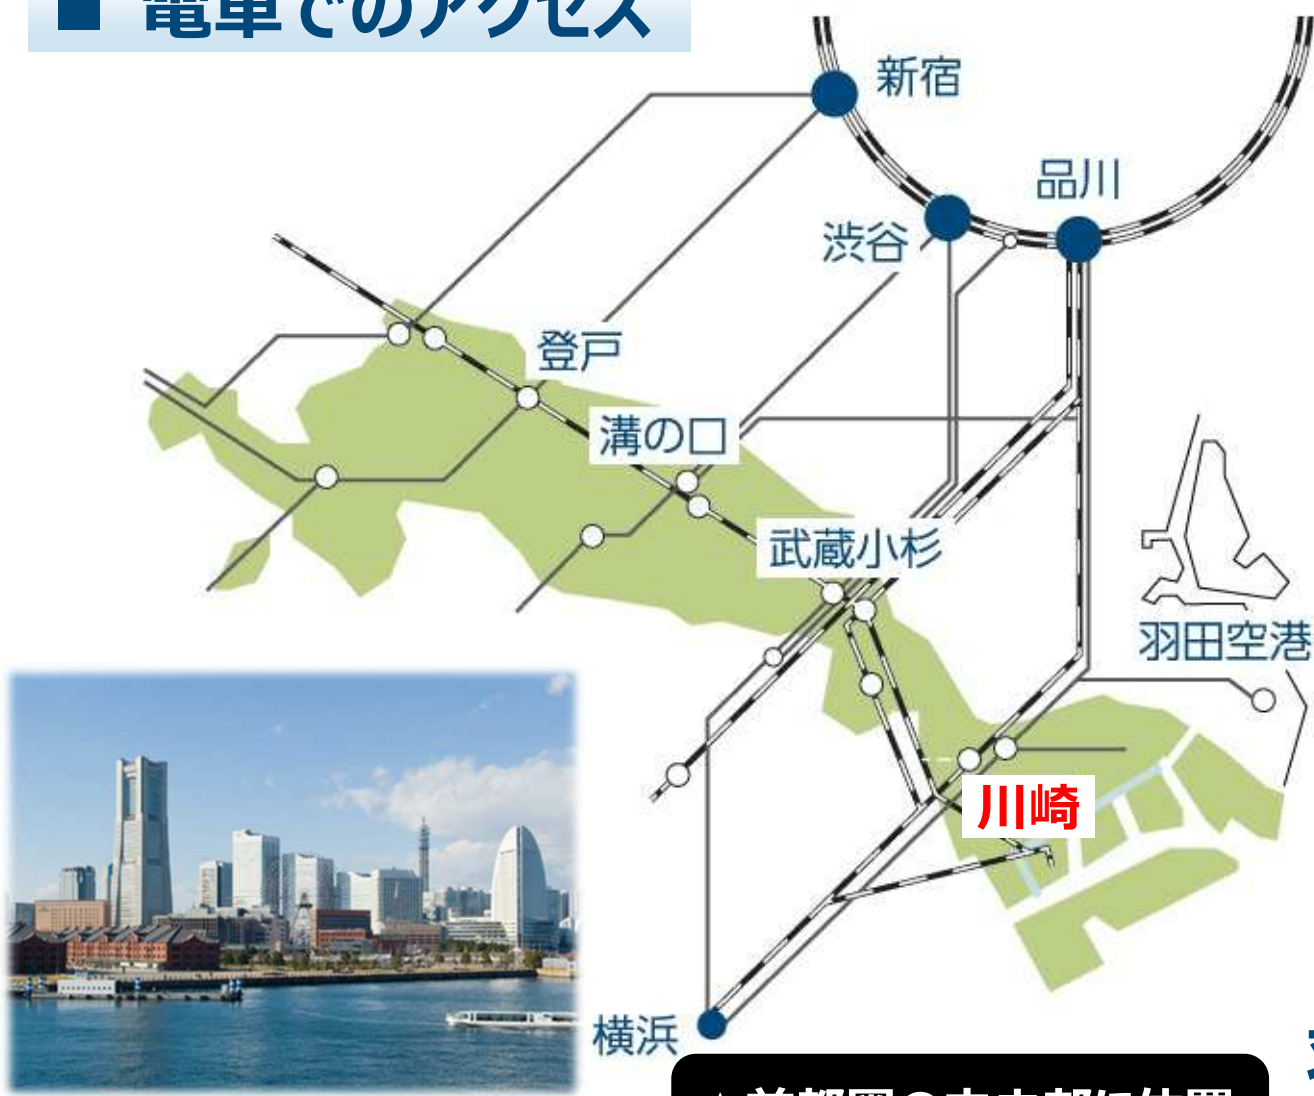 ■ 電車でのアクセス
新宿
品川
渋谷
登戸
溝の口
武蔵小杉
羽田空港
川崎
横浜